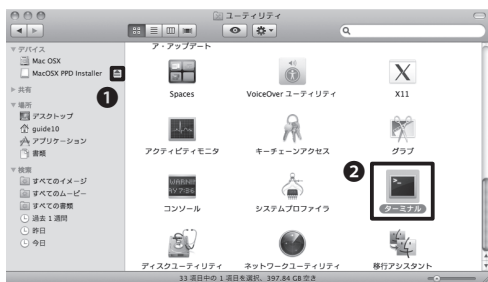 ユーティリティ
デバイス
Mac OSX
MacOSX PPD Installer
共有
場所
デスクトップ
guide10
アプリケーション
書類
検索
すべてのイメージ
すべてのムービー
すべての書類
過去 1 週間
昨日
今日
❶
ア・アップデート
Spaces
VoiceOver ユーティリティ
X11
アクティビティモニタ
キーチェーンアクセス
グラブ
❷
WARNIN
AY 7:86
コンソール
システムプロファイラ
ターミナル
ディスクユーティリティ
ネットワークユーティリティ
移行アシスタント
33 項目中の 1 項目を選択、397.84 GB 空き